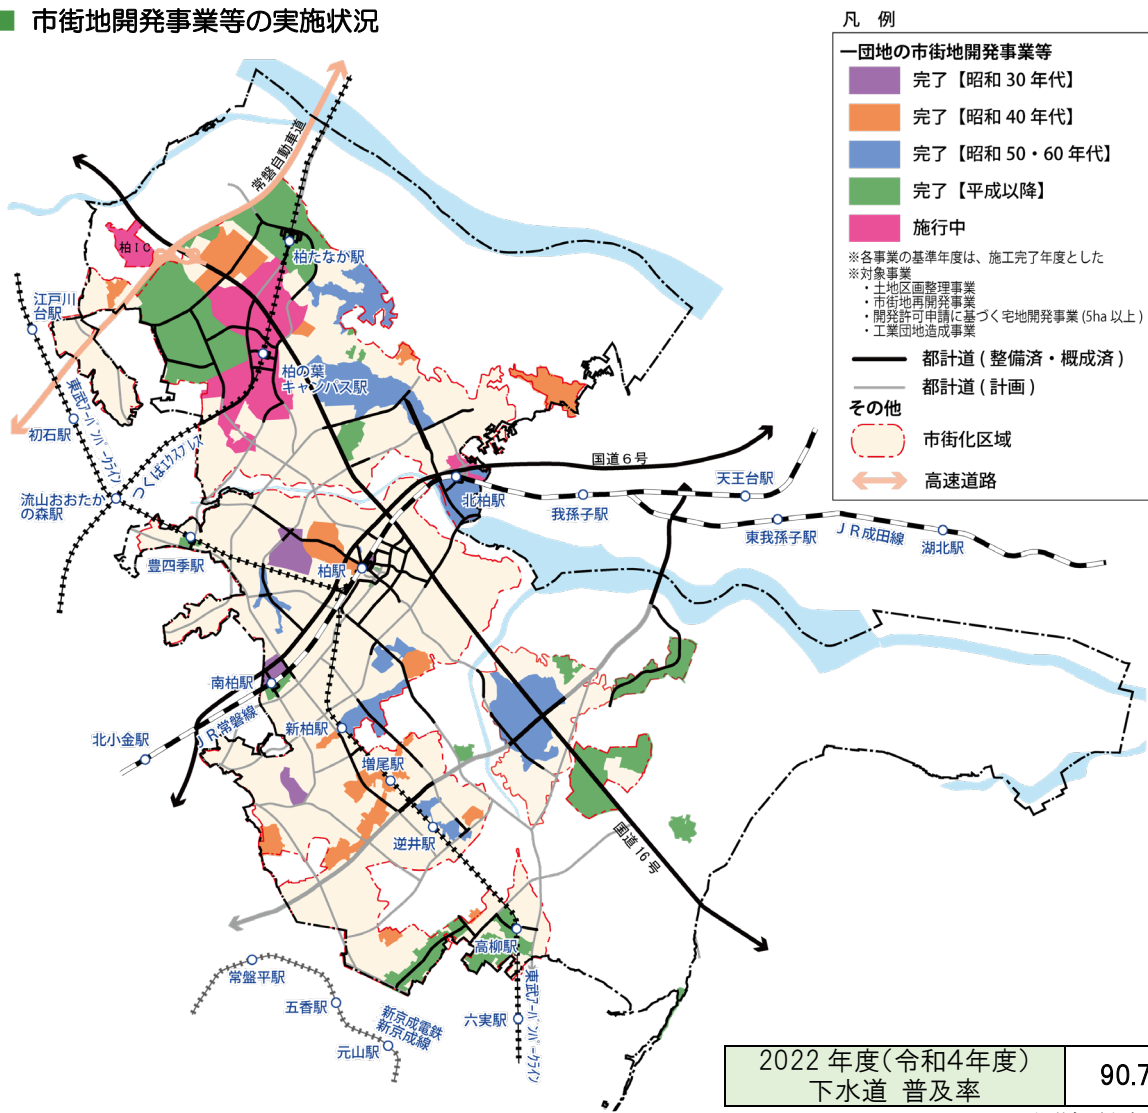 市街地開発事業等の実施状況
凡 例
一団地の市街地開発事業等
完了【昭和 30 年代】
完了【昭和 40 年代】
完了【昭和 50・60 年代】
完了【平成以降】
施行中
※各事業の基準年度は、施工完了年度とした
※対象事業
・土地区画整理事業
・市街地再開発事業
・開発許可申請に基づく宅地開発事業 (5ha 以上 )
・工業団地造成事業
都計道 ( 整備済・概成済 )
都計道 ( 計画 )
その他
市街化区域
高速道路
常磐自動車道
柏ＩＣ
柏たなか駅
江戸川
台駅
柏の葉
キャンパス駅
東武アーバンパークライン
初石駅
つくばエクスプレス
国道６号
流山おおたか
の森駅
北柏駅
我孫子駅
天王台駅
東我孫子駅
ＪＲ成田線
湖北駅
豊四季駅
柏駅
南柏駅
ＪＲ常磐線
新柏駅
北小金駅
増尾駅
逆井駅
国道 16 号
高柳駅
常盤平駅
五香駅
新京成電鉄
新京成線
元山駅
六実駅
東武アーバンパークライン
2022 年度(令和4年度)
下水道 普及率
90.7